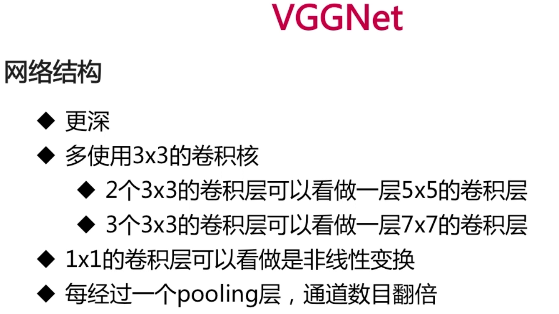 VGGNet
网络结构
◆ 更深
◆ 多使用3x3的卷积核
◆ 2个3x3的卷积层可以看做一层5x5的卷积层
◆ 3个3x3的卷积层可以看做一层7x7的卷积层
◆ 1x1的卷积层可以看做是非线性变换
◆ 每经过一个pooling层，通道数目翻倍